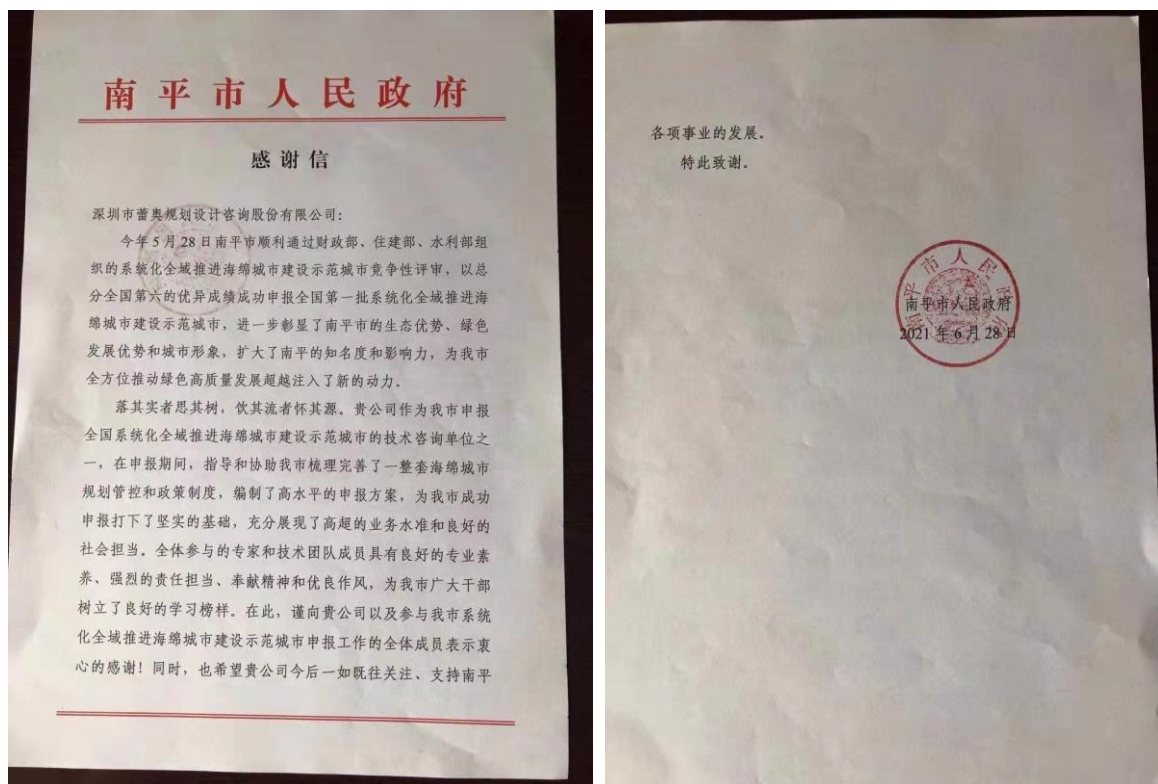 南平市人民政府
感谢信
深圳市蕾奥规划设计咨询股份有限公司：
今年5月28日南平市顺利通过财政部、住建部、水利部组
织的系统化全域推进海绵城市建设示范城市竞争性评审，以总
分全国第六的优异成绩成功申报全国第一批系统化全域推进海
绵城市建设示范城市，进一步彰显了南平市的生态优势、绿色
发展优势和城市形象，扩大了南平的知名度和影响力，为我市
全方位推动绿色高质量发展超越注入了新的动力。
落其实者思其树，饮其流者怀其源。贵公司作为我市申报
全国系统化全域推进海绵城市建设示范城市的技术咨询单位之
一，在申报期间，指导和协助我市梳理完善了一整套海绵城市
规划管控和政策制度，编制了高水平的申报方案，为我市成功
申报打下了坚实的基础，充分展现了高超的业务水准和良好的
社会担当。全体参与的专家和技术团队成员具有良好的专业素
养、强烈的责任担当、奉献精神和优良作风，为我市广大干部
树立了良好的学习榜样。在此，谨向贵公司以及参与我市系统
化全域推进海绵城市建设示范城市申报工作的全体成员表示衷
心的感谢！同时，也希望贵公司今后一如既往关注、支持南平
各项事业的发展。
特此致谢。
南平市人民政府
南平市人民政府
2021年6月28日